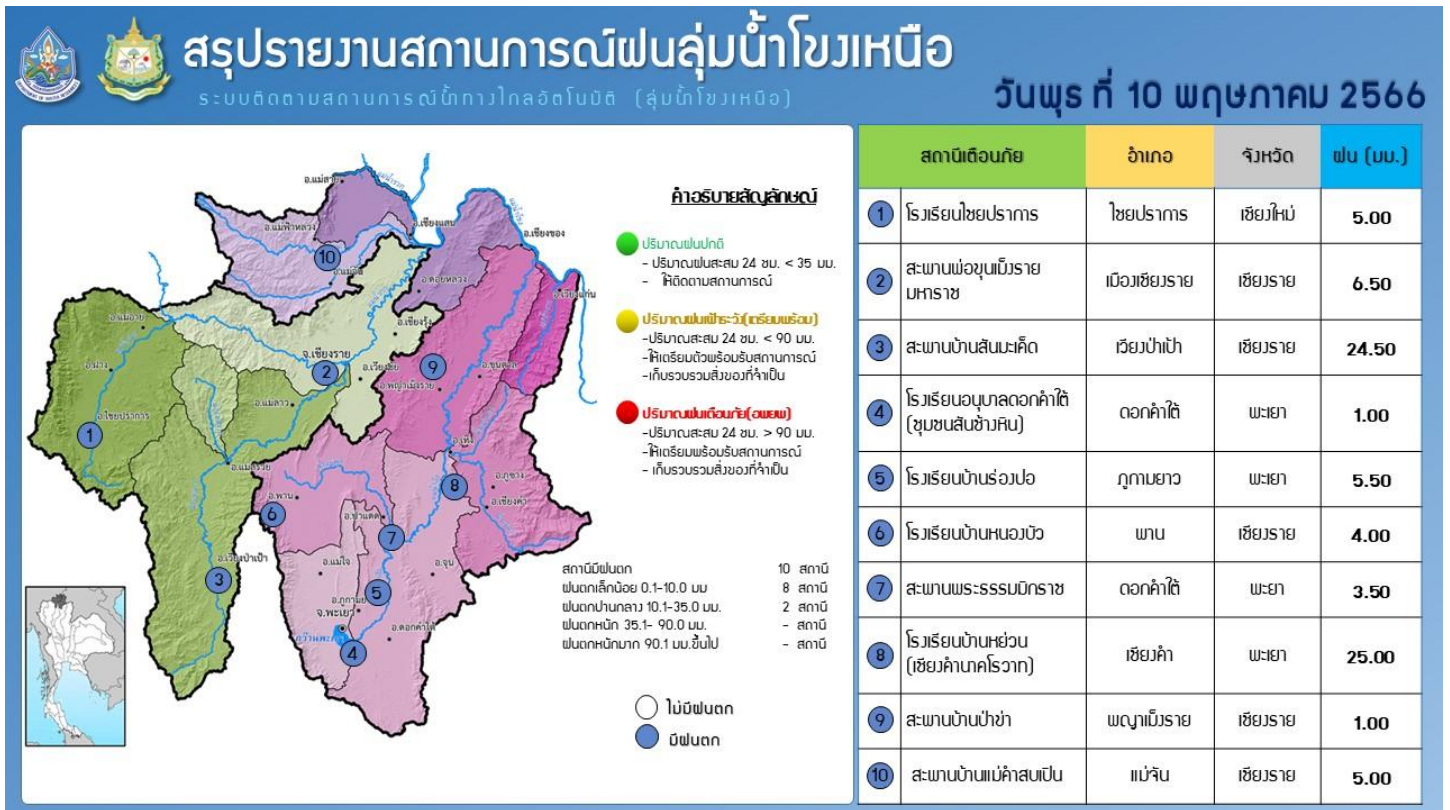 สรุปรายงานสถานการณ์ฝนลุ่มน้ำโขงเหนือ
ระบบติดตามสถานการณ์น้ำทางไกลอัตโนมัติ (ลุ่มน้ำโขงเหนือ)
วันพุธ ที่ 10 พฤษภาคม 2566
อ.แม่สาย
อ.แม่ฟ้าหลวง
อ.เชียงแสน
อ.เชียงของ
10
อ.แม่จัน
อ.ดอยหลวง
อ.เวียงแก่น
อ.แม่อาย
อ.เชียงรุ้ง
จ.เชียงราย
อ.ฝาง
2
อ.เวียงชัย
9
อ.ขุนตาล
อ.พญาเม็งราย
อ.ไชยปราการ
1
อ.แม่ลาว
อ.เทิง
อ.แม่สรวย
8
อ.ภูซาง
อ.เชียงคำ
อ.พาน
6
อ.ป่าแดด
7
อ.เวียงป่าเป้า
3
อ.แม่ใจ
อ.จุน
5
จ.พะเยา
อ.ดอกคำใต้
กว๊านพะเยา
4
คำอธิบายสัญลักษณ์
ปริมาณฝนปกติ
- ปริมาณฝนสะสม 24 ชม. < 35 มม.
- ให้ติดตามสถานการณ์
ปริมาณฝนเฝ้าระวัง(เตรียมพร้อม)
-ปริมาณสะสม 24 ชม. < 90 มม.
-ให้เตรียมตัวพร้อมรับสถานการณ์
-เก็บรวบรวมสิ่งของที่จำเป็น
ปริมาณฝนเตือนภัย(อพยพ)
-ปริมาณสะสม 24 ชม. > 90 มม.
-ให้เตรียมพร้อมรับสถานการณ์
- เก็บรวบรวมสิ่งของที่จำเป็น
สถานีมีฝนตก 10 สถานี
ฝนตกเล็กน้อย 0.1-10.0 มม 8 สถานี
ฝนตกปานกลาง 10.1-35.0 มม. 2 สถานี
ฝนตกหนัก 35.1- 90.0 มม. - สถานี
ฝนตกหนักมาก 90.1 มม.ขึ้นไป - สถานี
ไม่มีฝนตก
มีฝนตก
สถานีเตือนภัย อำเภอ จังหวัด ฝน (มม.)
1 โรงเรียนไชยปราการ ไชยปราการ เชียงใหม่ 5.00
2 สะพานพ่อขุนเม็งราย
มหาราช เมืองเชียงราย เชียงราย 6.50
3 สะพานบ้านสันมะเค็ด เวียงป่าเป้า เชียงราย 24.50
4 โรงเรียนอนุบาลดอกคำใต้
(ชุมชนสันช้างหิน) ดอกคำใต้ พะเยา 1.00
5 โรงเรียนบ้านร่องปอ ภูกามยาว พะเยา 5.50
6 โรงเรียนบ้านหนองบัว พาน เชียงราย 4.00
7 สะพานพระธรรมมิกราช ดอกคำใต้ พะยา 3.50
8 โรงเรียนบ้านหย่วน
(เชียงคำนาคโรวาท) เชียงคำ พะเยา 25.00
9 สะพานบ้านป่าข่า พญาเม็งราย เชียงราย 1.00
10 สะพานบ้านแม่คำสบเปิน แม่จัน เชียงราย 5.00